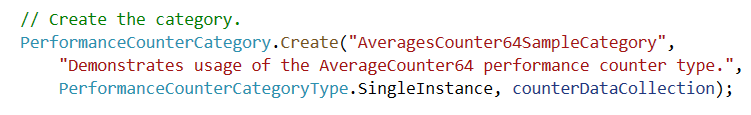 // Create the category.
PerformanceCounterCategory.Create("AveragesCounter64SampleCategory",
"Demonstrates usage of the AverageCounter64 performance counter type.",
PerformanceCounterCategoryType.SingleInstance, counterDataCollection);